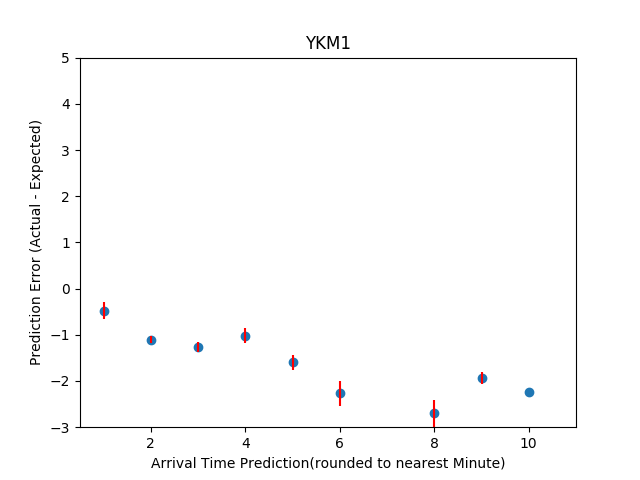 YKM1
Prediction Error (Actual - Expected)
5
4
3
2
1
0
−1
−2
−3
2 4 6 8 10
Arrival Time Prediction(rounded to nearest Minute)